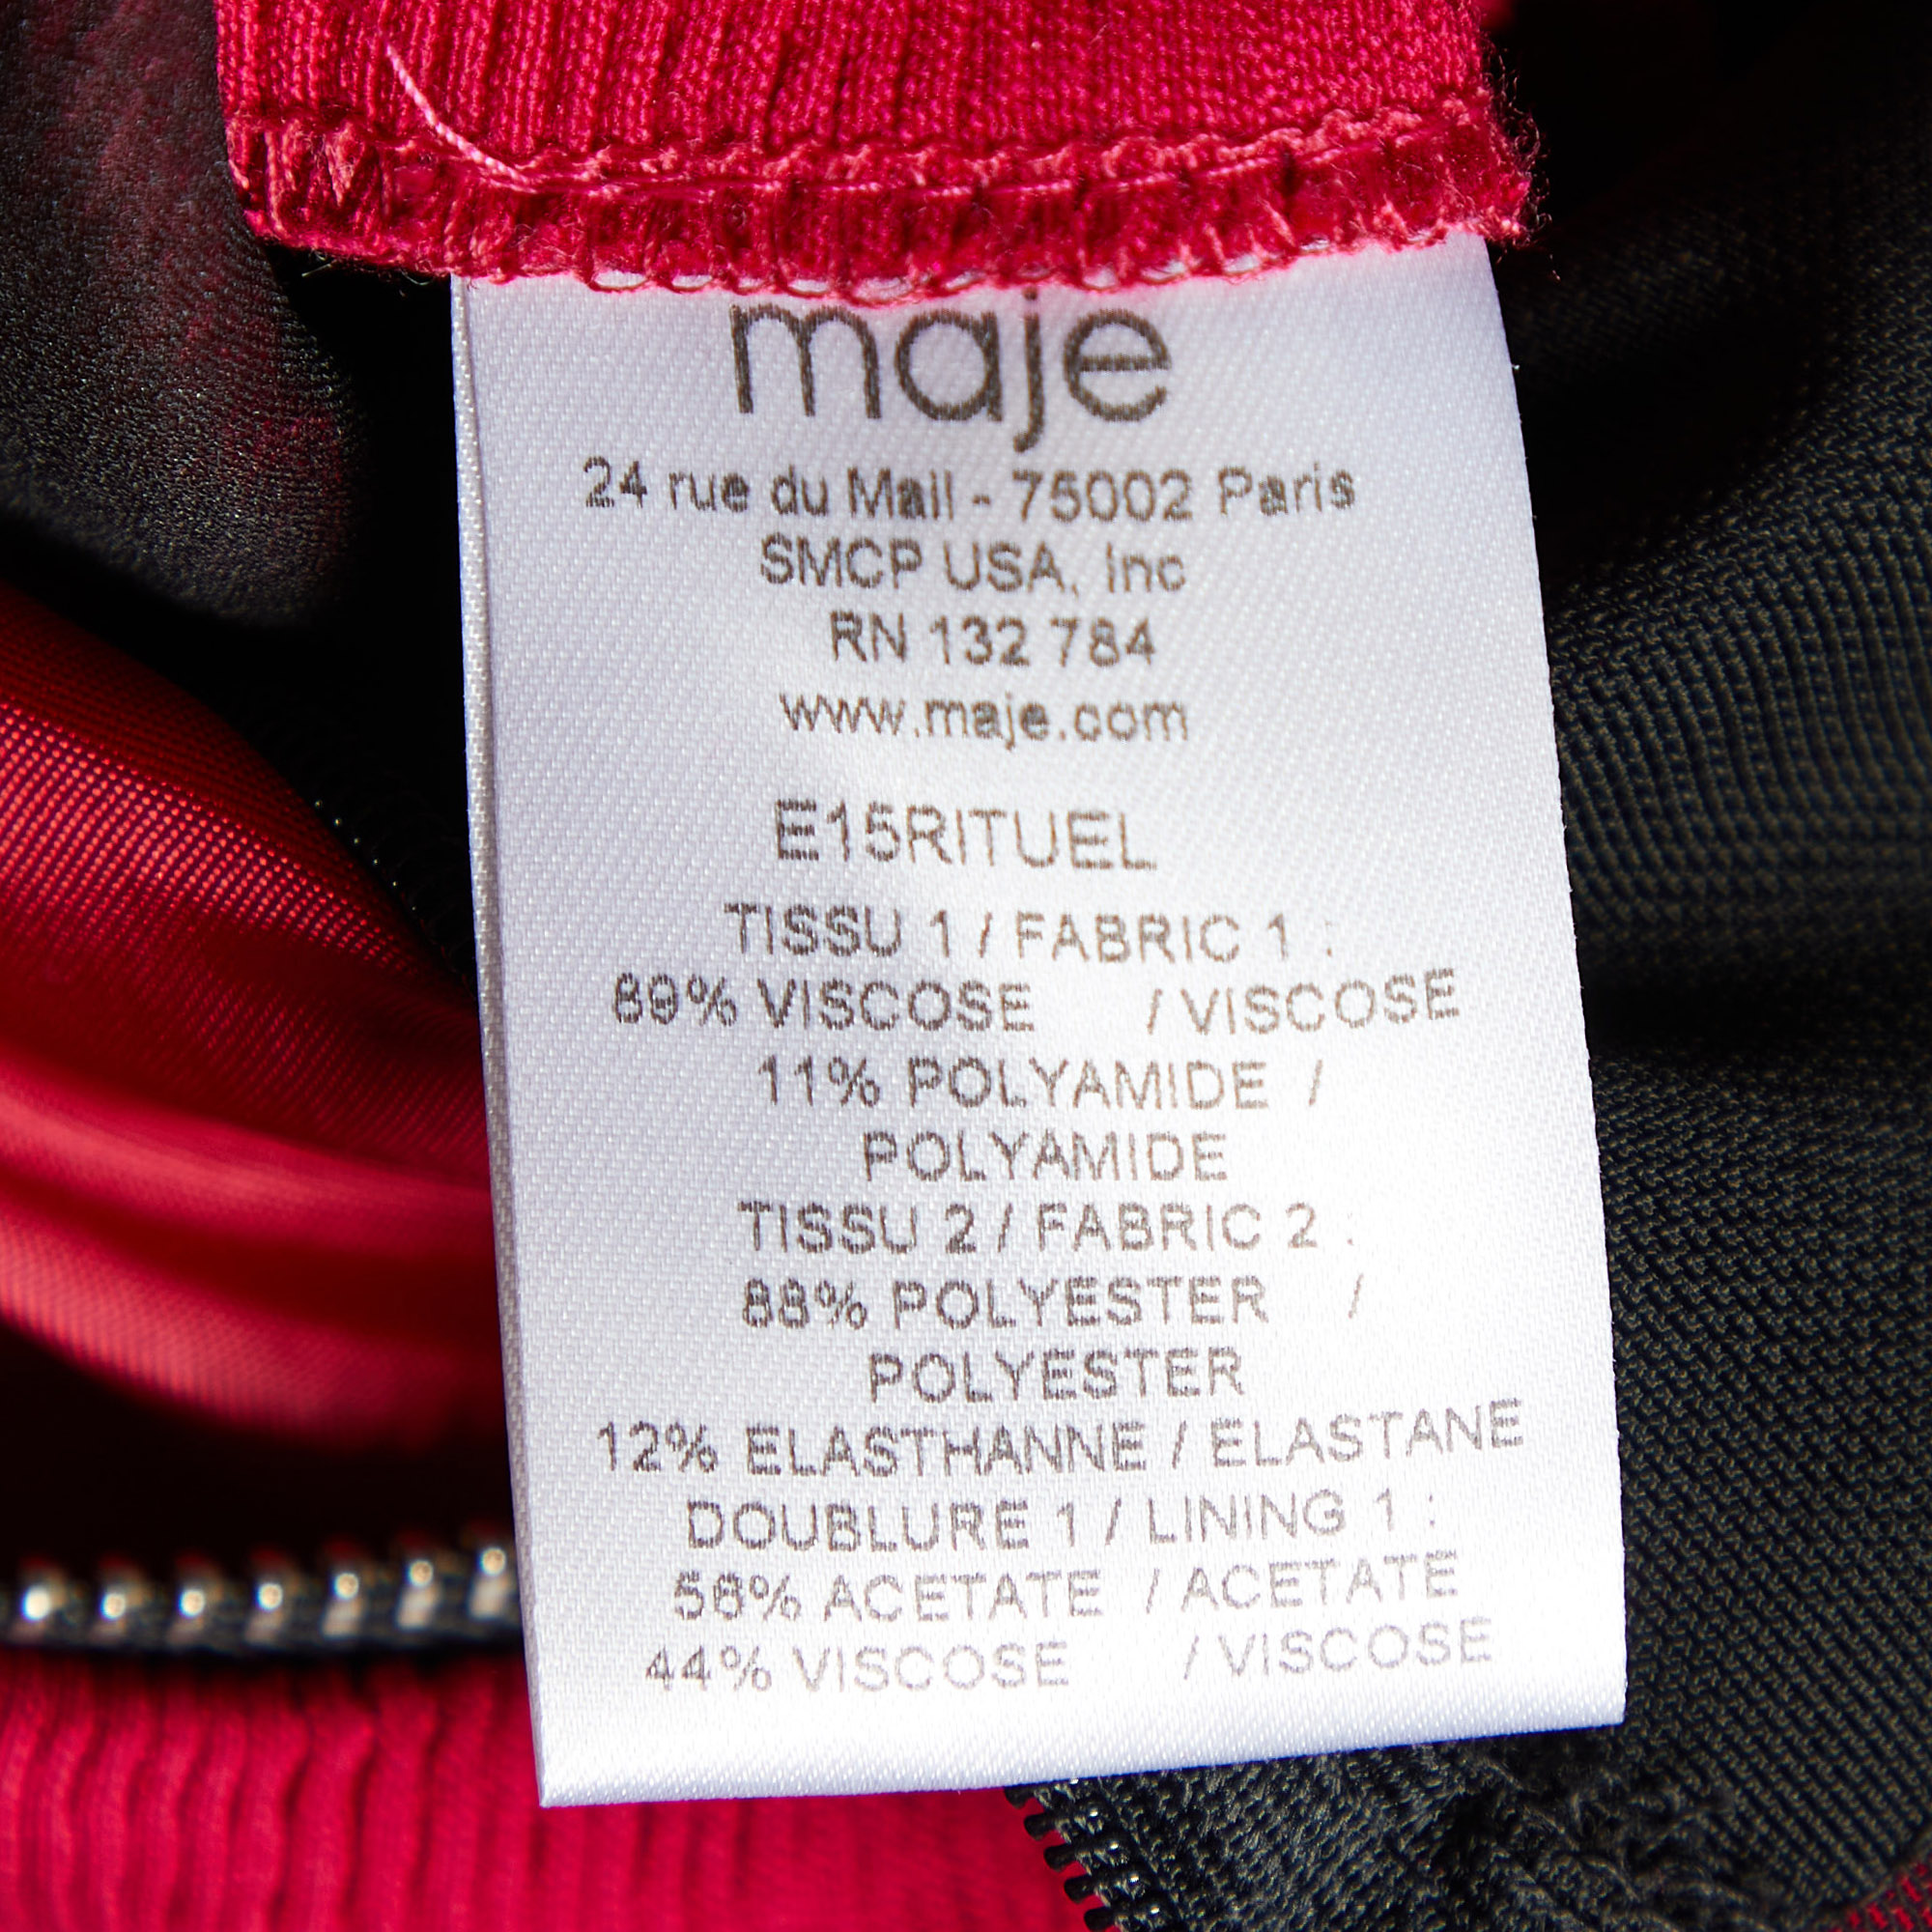 maje
24 rue du Mail - 75002 Paris
SMCP USA, Inc
RN 132 784
www.maje.com
E15RITUEL
TISSU 1 / FABRIC 1 :
89% VISCOSE / VISCOSE
11% POLYAMIDE /
POLYAMIDE
TISSU 2 / FABRIC 2 :
88% POLYESTER /
POLYESTER
12% ELASTHANNE / ELASTANE
DOUBLURE 1 / LINING 1 :
56% ACETATE / ACETATE
44% VISCOSE / VISCOSE